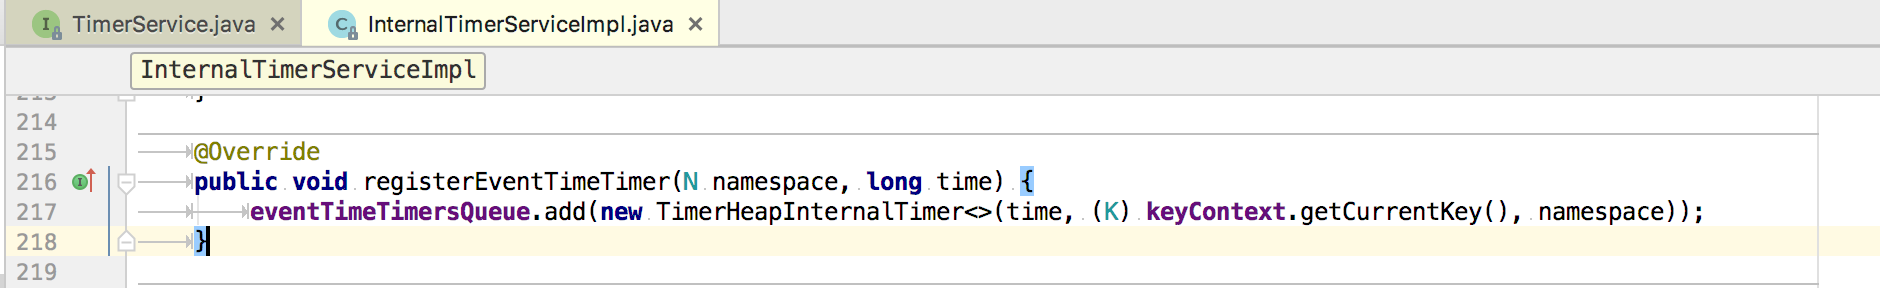 TimerService.java InternalTimerServiceImpl.java
InternalTimerServiceImpl
213 }
214
215 @Override
216 public void registerEventTimeTimer(N namespace, long time) {
217 eventTimeTimersQueue.add(new TimerHeapInternalTimer<>(time, (K) keyContext.getCurrentKey(), namespace));
218 }
219